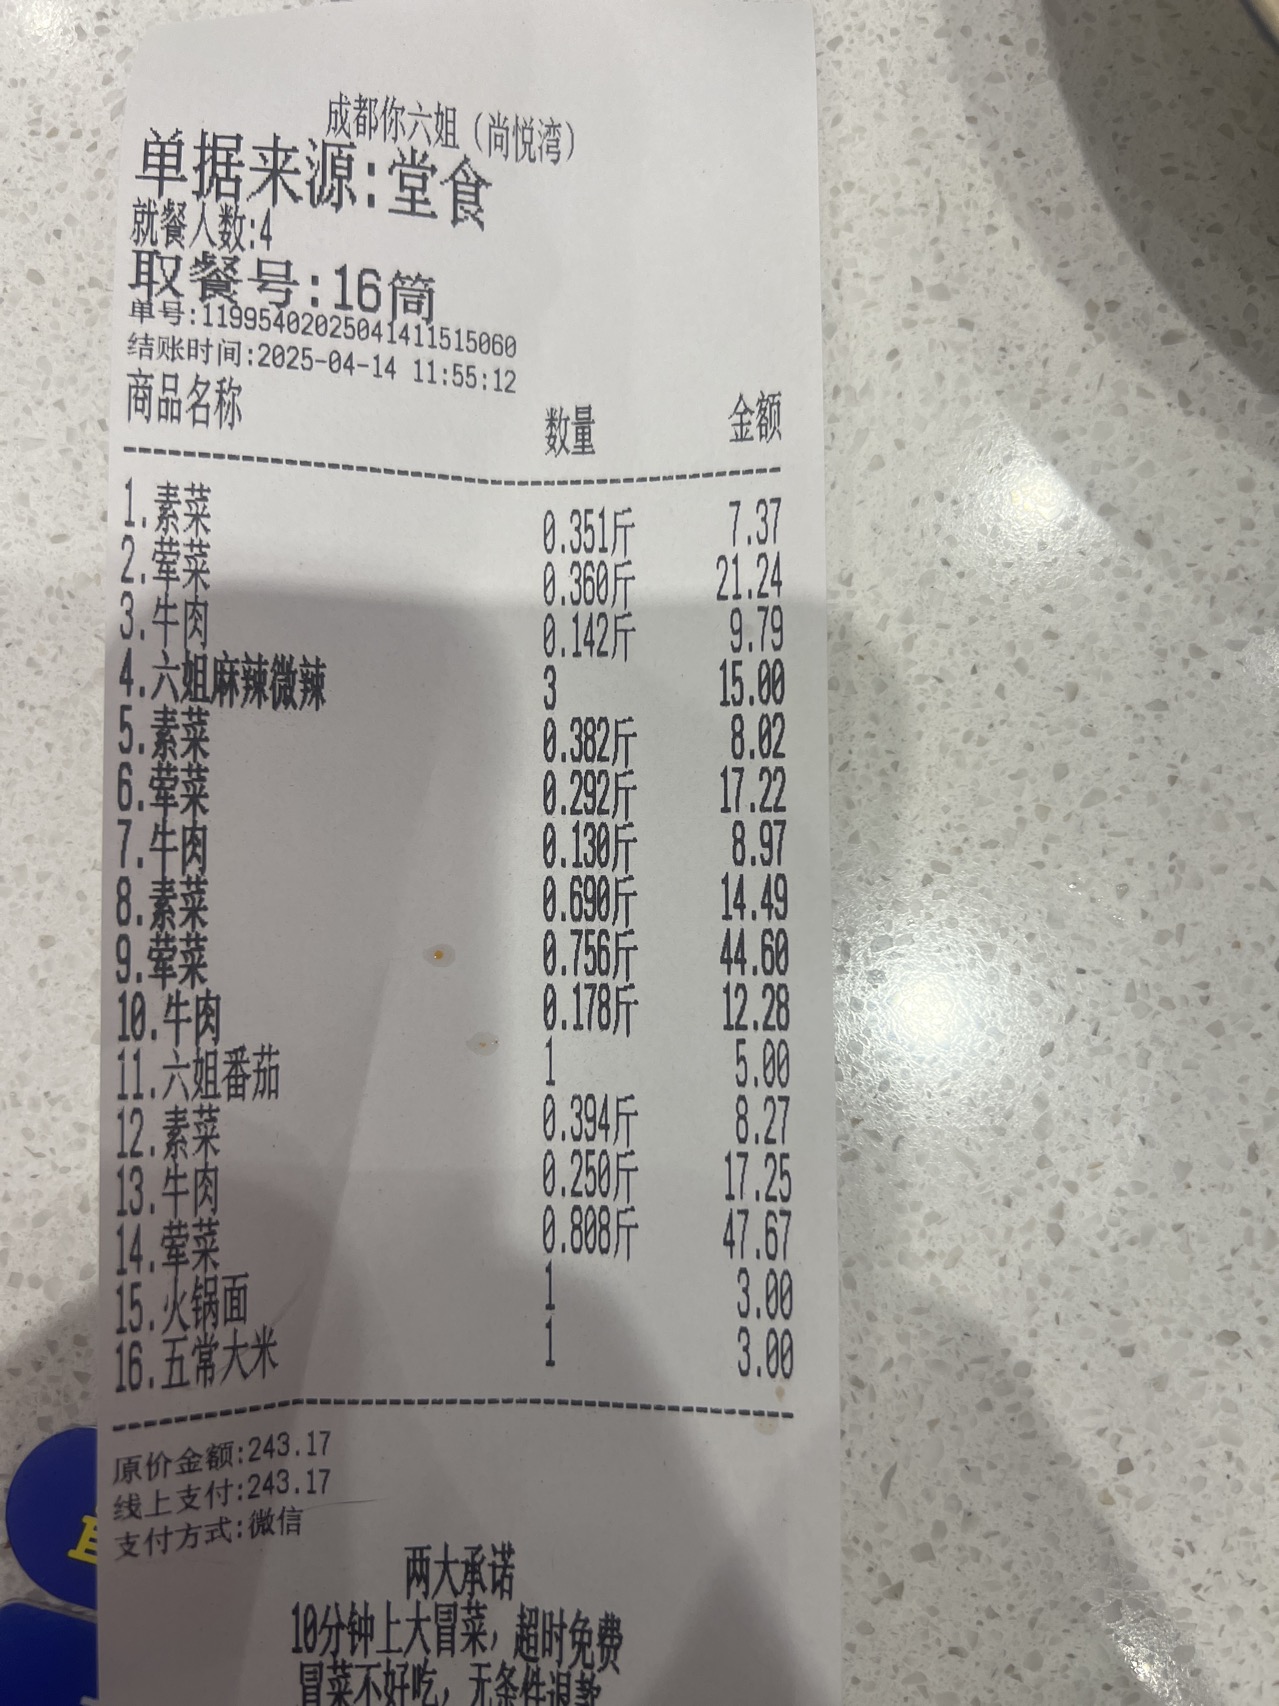 成都你六姐（尚悦湾）
单据来源:堂食
就餐人数:4
取餐号:16筒
单号:11995402025041411515060
结账时间:2025-04-14 11:55:12
商品名称 数量 金额
1.素菜 0.351斤 7.37
2.荤菜 0.360斤 21.24
3.牛肉 0.142斤 9.79
4.六姐麻辣微辣 3 15.00
5.素菜 0.382斤 8.02
6.荤菜 0.292斤 17.22
7.牛肉 0.130斤 8.97
8.素菜 0.690斤 14.49
9.荤菜 0.756斤 44.60
10.牛肉 0.178斤 12.28
11.六姐番茄 1 5.00
12.素菜 0.394斤 8.27
13.牛肉 0.250斤 17.25
14.荤菜 0.808斤 47.67
15.火锅面 1 3.00
16.五常大米 1 3.00
原价金额:243.17
线上支付:243.17
支付方式:微信
两大承诺
10分钟上大冒菜，超时免费
冒菜不好吃，无条件退款